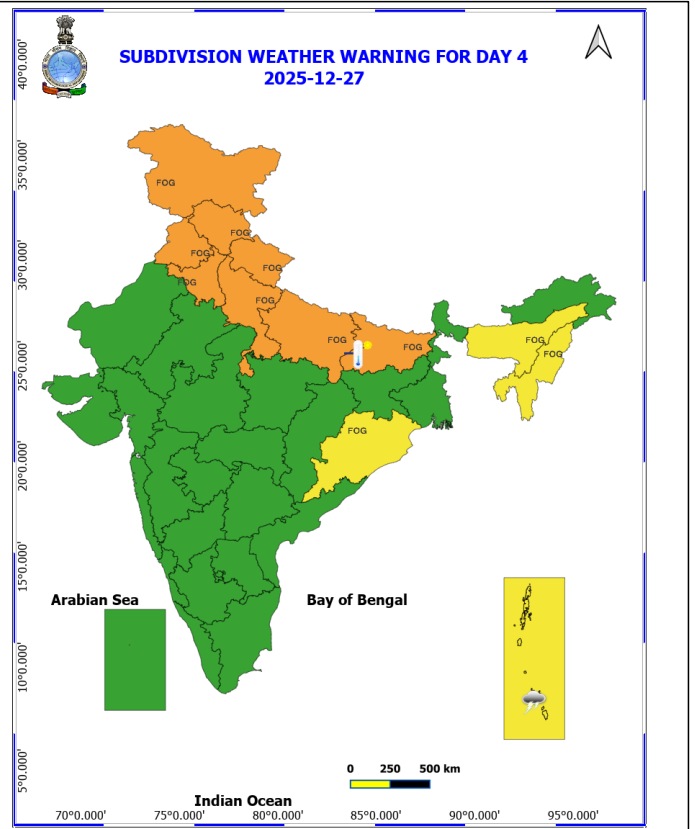 SUBDIVISION WEATHER WARNING FOR DAY 4
2025-12-27
40°0.000'
35°0.000'
30°0.000'
25°0.000'
20°0.000'
15°0.000'
10°0.000'
5°0.000'
FOG
FOG
FOG
FOG
FOG
FOG
FOG
FOG
FOG
FOG
FOG
Arabian Sea
Bay of Bengal
0 250 500 km
Indian Ocean
70°0.000' 75°0.000' 80°0.000' 85°0.000' 90°0.000' 95°0.000'